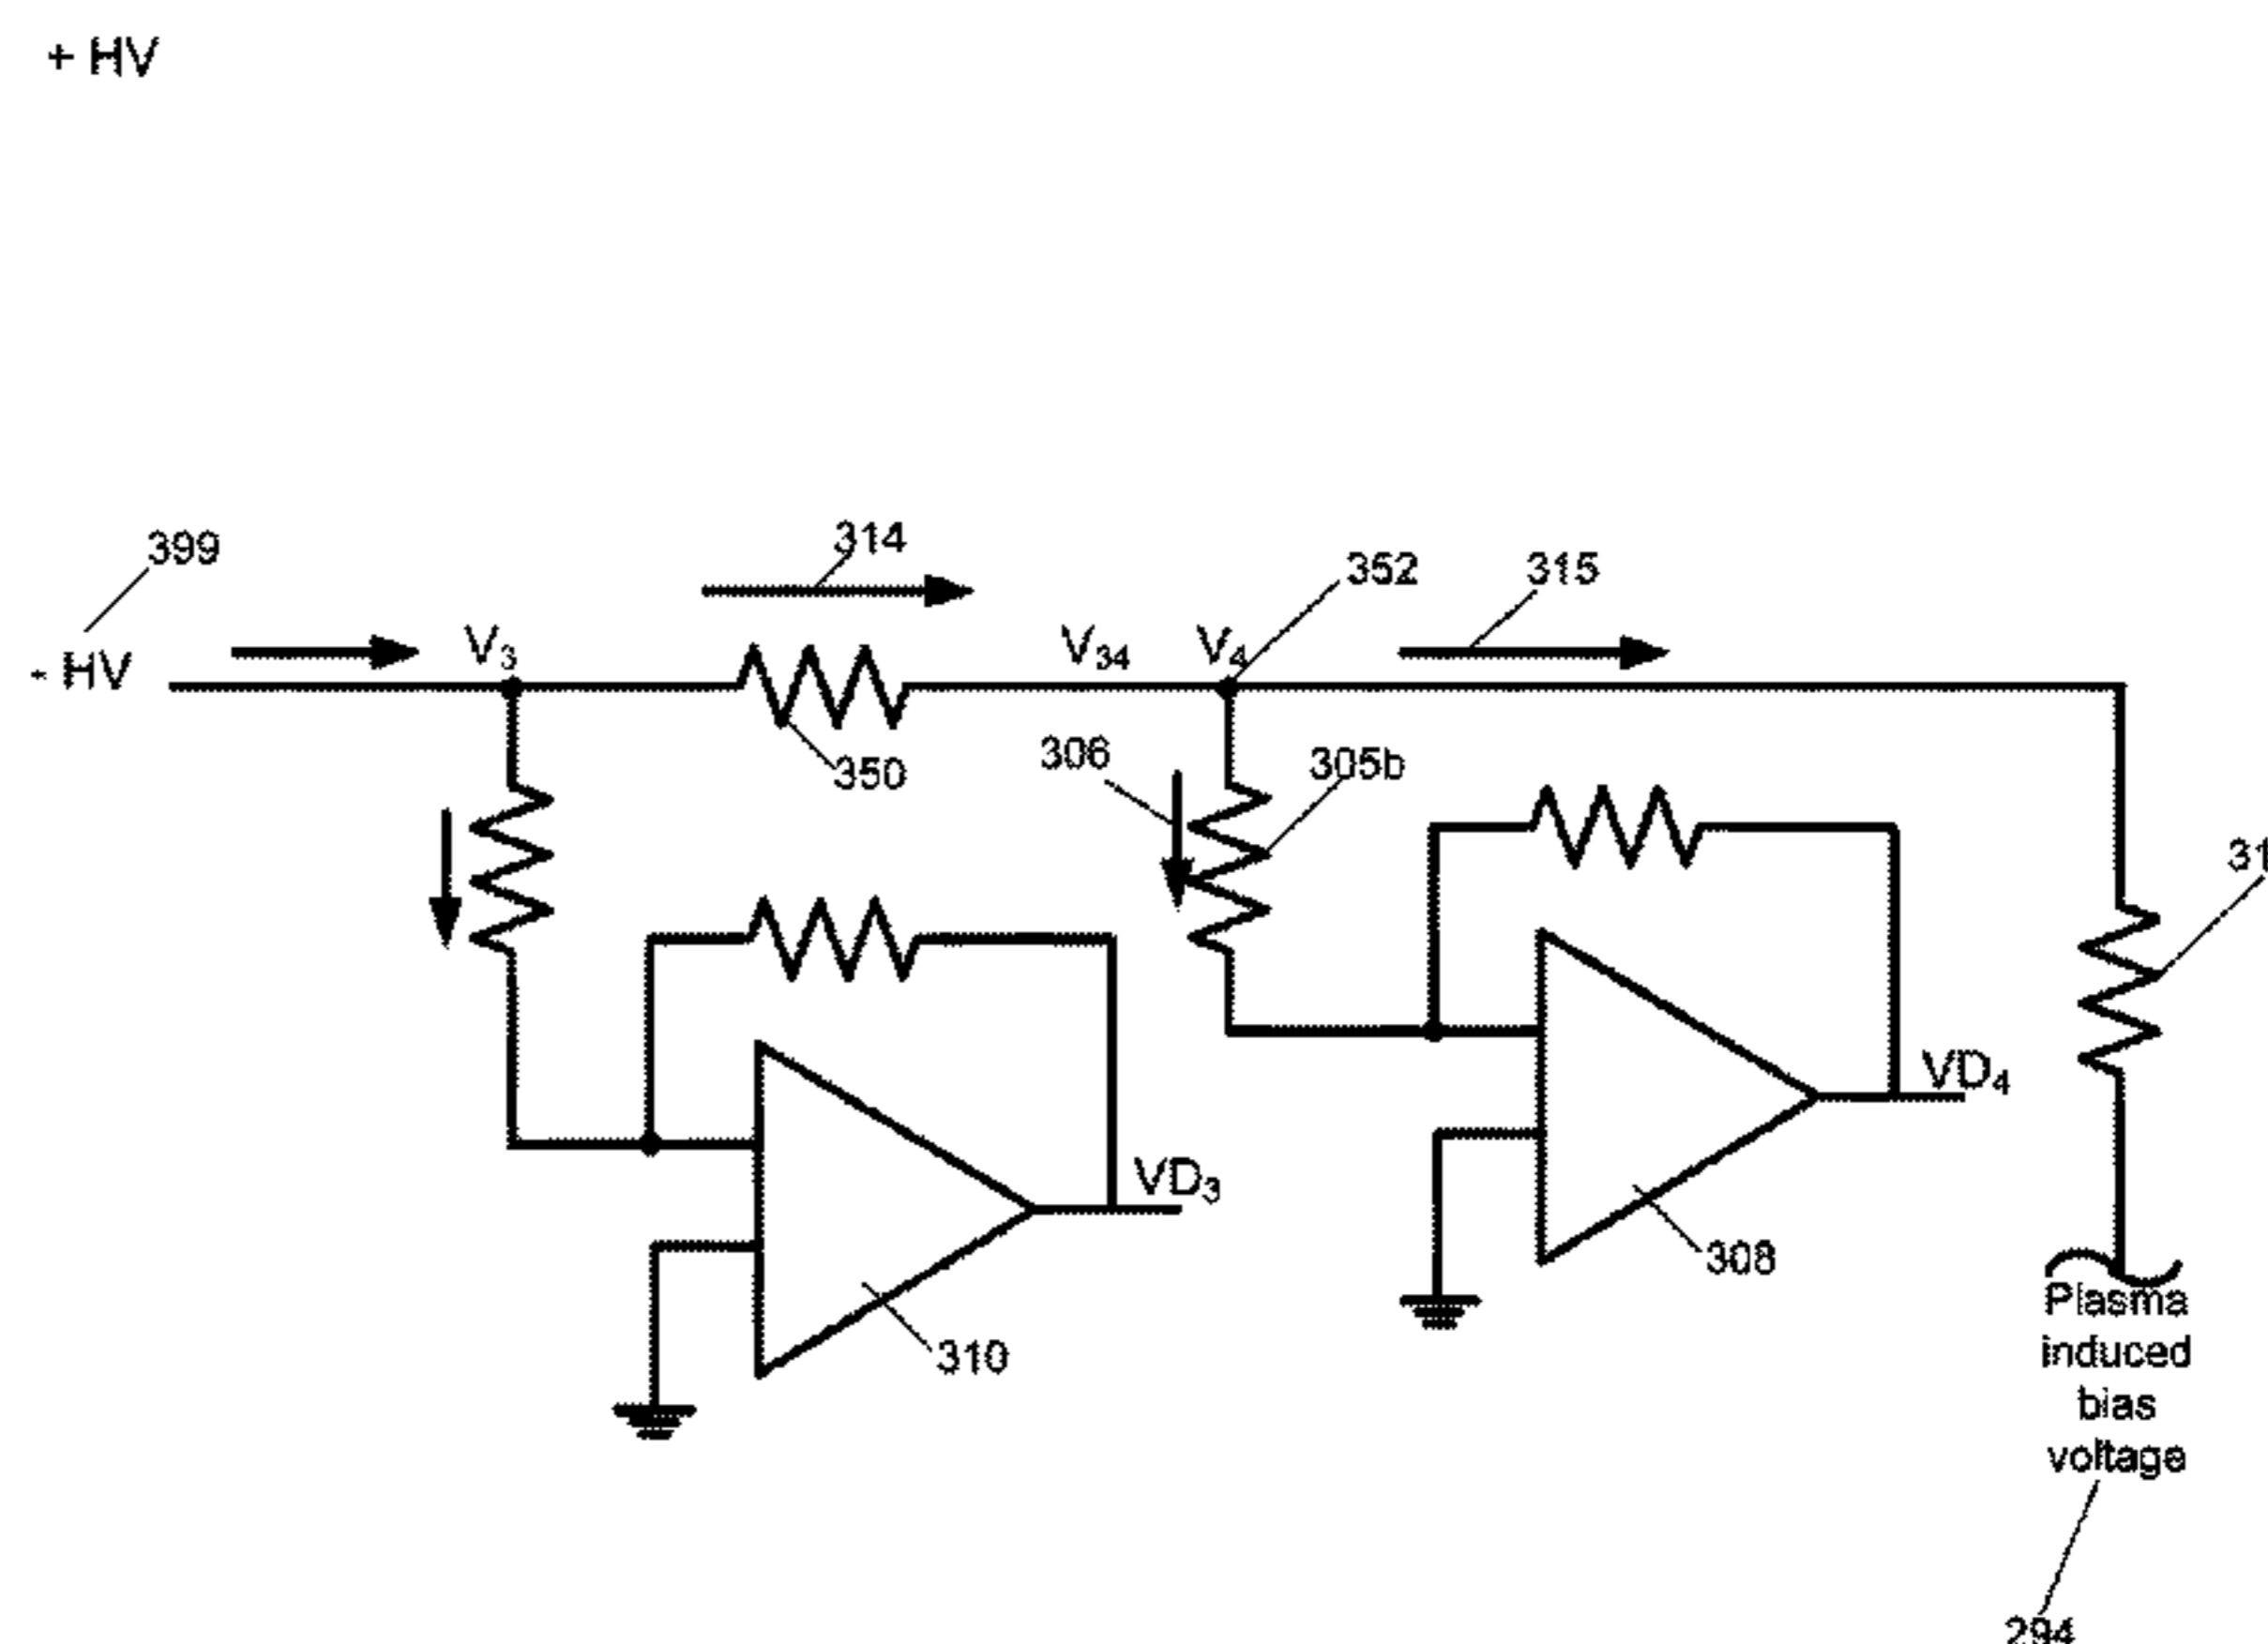 + HV
399
314
352
315
- HV
V3
V34
V4
350
306
305b
VD4
VD3
308
310
Plasma
induced
bias
voltage
294